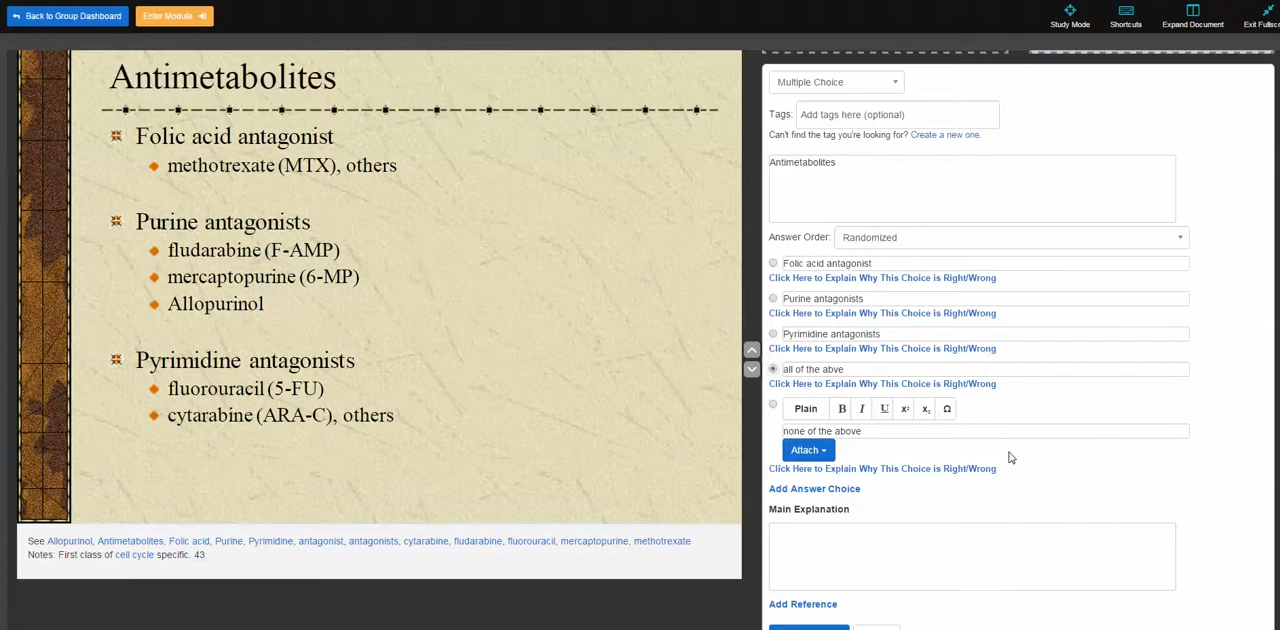 Back to Group Dashboard
Enter Module
Study Mode
Shortcuts
Expand Document
Exit
Antimetabolites
Folic acid antagonist
methotrexate (MTX), others
Purine antagonists
fludarabine (F-AMP)
mercaptopurine (6-MP)
Allopurinol
Pyrimidine antagonists
fluorouracil (5-FU)
cytarabine (ARA-C), others
See Allopurinol, Antimetabolites, Folic acid, Purine, Pyrimidine, antagonist, antagonists, cytarabine, fludarabine, fluorouracil, mercaptopurine, methotrexate
Notes: First class of cell cycle specific. 43
Multiple Choice
Tags: Add tags here (optional)
Can't find the tag you're looking for? Create a new one.
Antimetabolites
Answer Order: Randomized
Folic acid antagonist
Click Here to Explain Why This Choice is Right/Wrong
Purine antagonists
Click Here to Explain Why This Choice is Right/Wrong
Pyrimidine antagonists
Click Here to Explain Why This Choice is Right/Wrong
all of the abve
Click Here to Explain Why This Choice is Right/Wrong
Plain B I U x² x₂ Ω
none of the above
Attach
Click Here to Explain Why This Choice is Right/Wrong
Add Answer Choice
Main Explanation
Add Reference